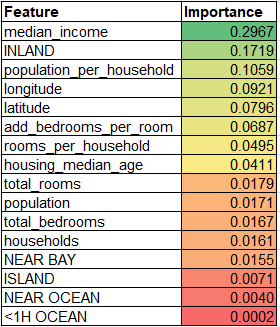 Feature Importance
median_income 0.2967
INLAND 0.1719
population_per_household 0.1059
longitude 0.0921
latitude 0.0796
add_bedrooms_per_room 0.0687
rooms_per_household 0.0495
housing_median_age 0.0411
total_rooms 0.0179
population 0.0171
total_bedrooms 0.0167
households 0.0161
NEAR BAY 0.0155
ISLAND 0.0071
NEAR OCEAN 0.0040
<1H OCEAN 0.0002